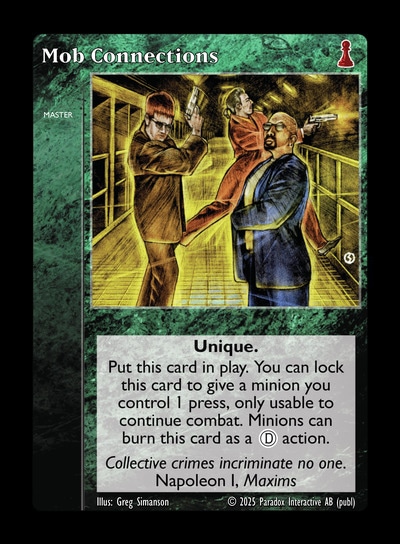 Mob Connections
MASTER
Unique.
Put this card in play. You can lock
this card to give a minion you
control 1 press, only usable to
continue combat. Minions can
burn this card as a Ⓓ action.
Collective crimes incriminate no one.
Napoleon I, Maxims
Illus: Greg Simanson © 2025 Paradox Interactive AB (publ)